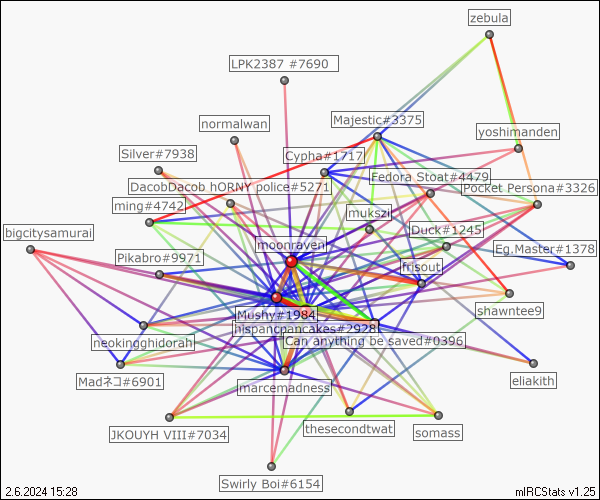 zebula
LPK2387 #7690
Majestic#3375
normalwan
yoshimanden
Silver#7938
Cypha#1717
Fedora Stoat#4479
DacobDacob hORNY police#5271
Pocket Persona#3326
ming#4742
mukszil
bigcitysamurai
Duck#1245
moonraven
Eg.Master#1378
Pikabro#9971
frisout
shawntee9
Mushy#1984
hispanicpancakes#2928
Can anything be saved#0396
neokingghidorah
Madネコ#6901
marcemadness
eliakith
JKOUYH VIII#7034
thesecondtwat
somass
Swirly Boi#6154
2.6.2024 15:28
mIRCStats v1.25